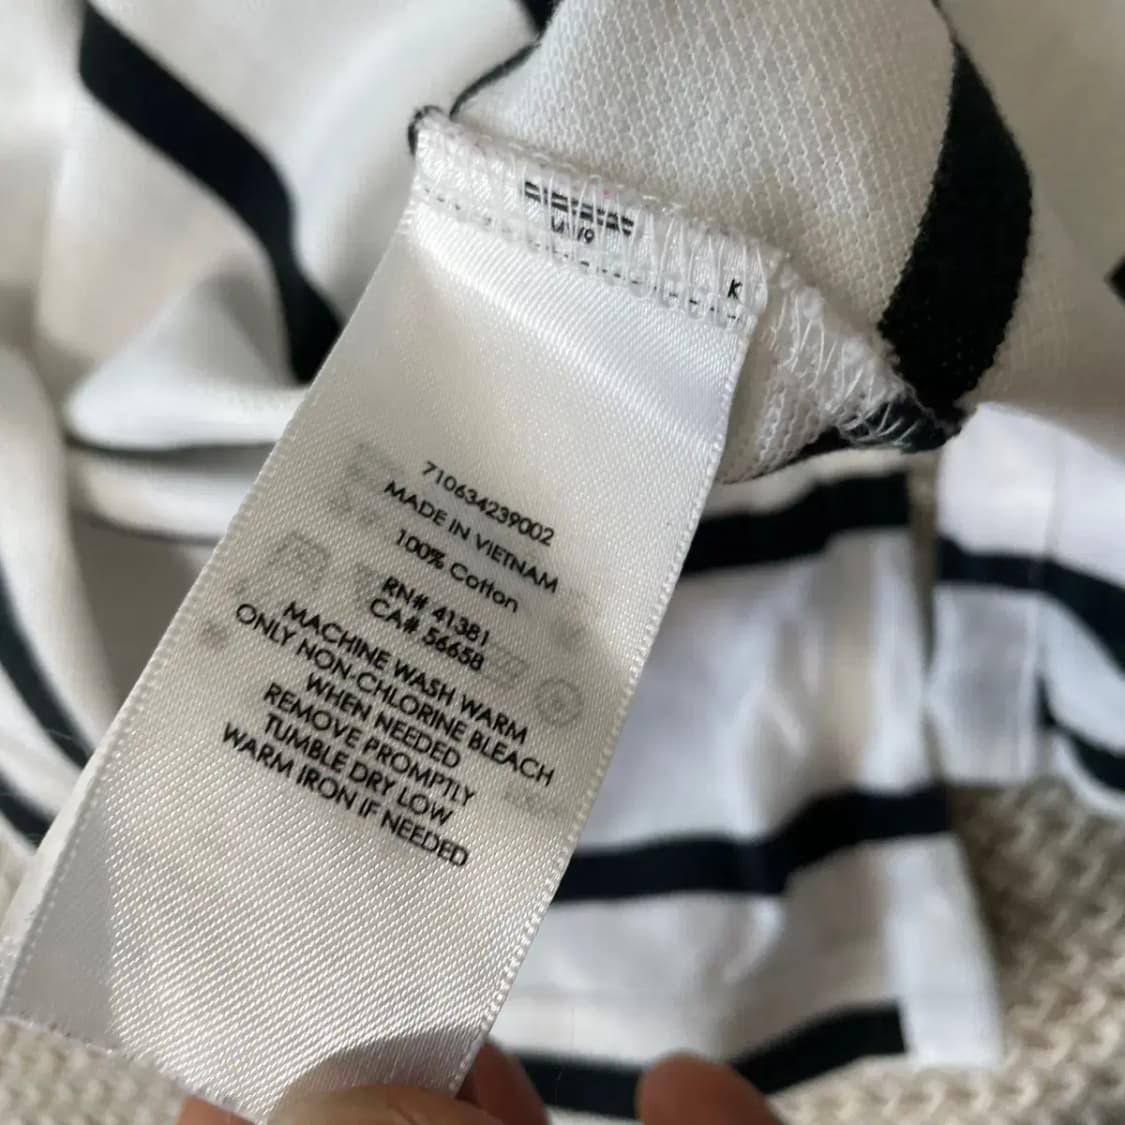 K
710634239002
MADE IN VIETNAM
100% Cotton
RN# 41381
CA# 56658
MACHINE WASH WARM
ONLY NON-CHLORINE BLEACH
WHEN NEEDED
REMOVE PROMPTLY
TUMBLE DRY LOW
WARM IRON IF NEEDED